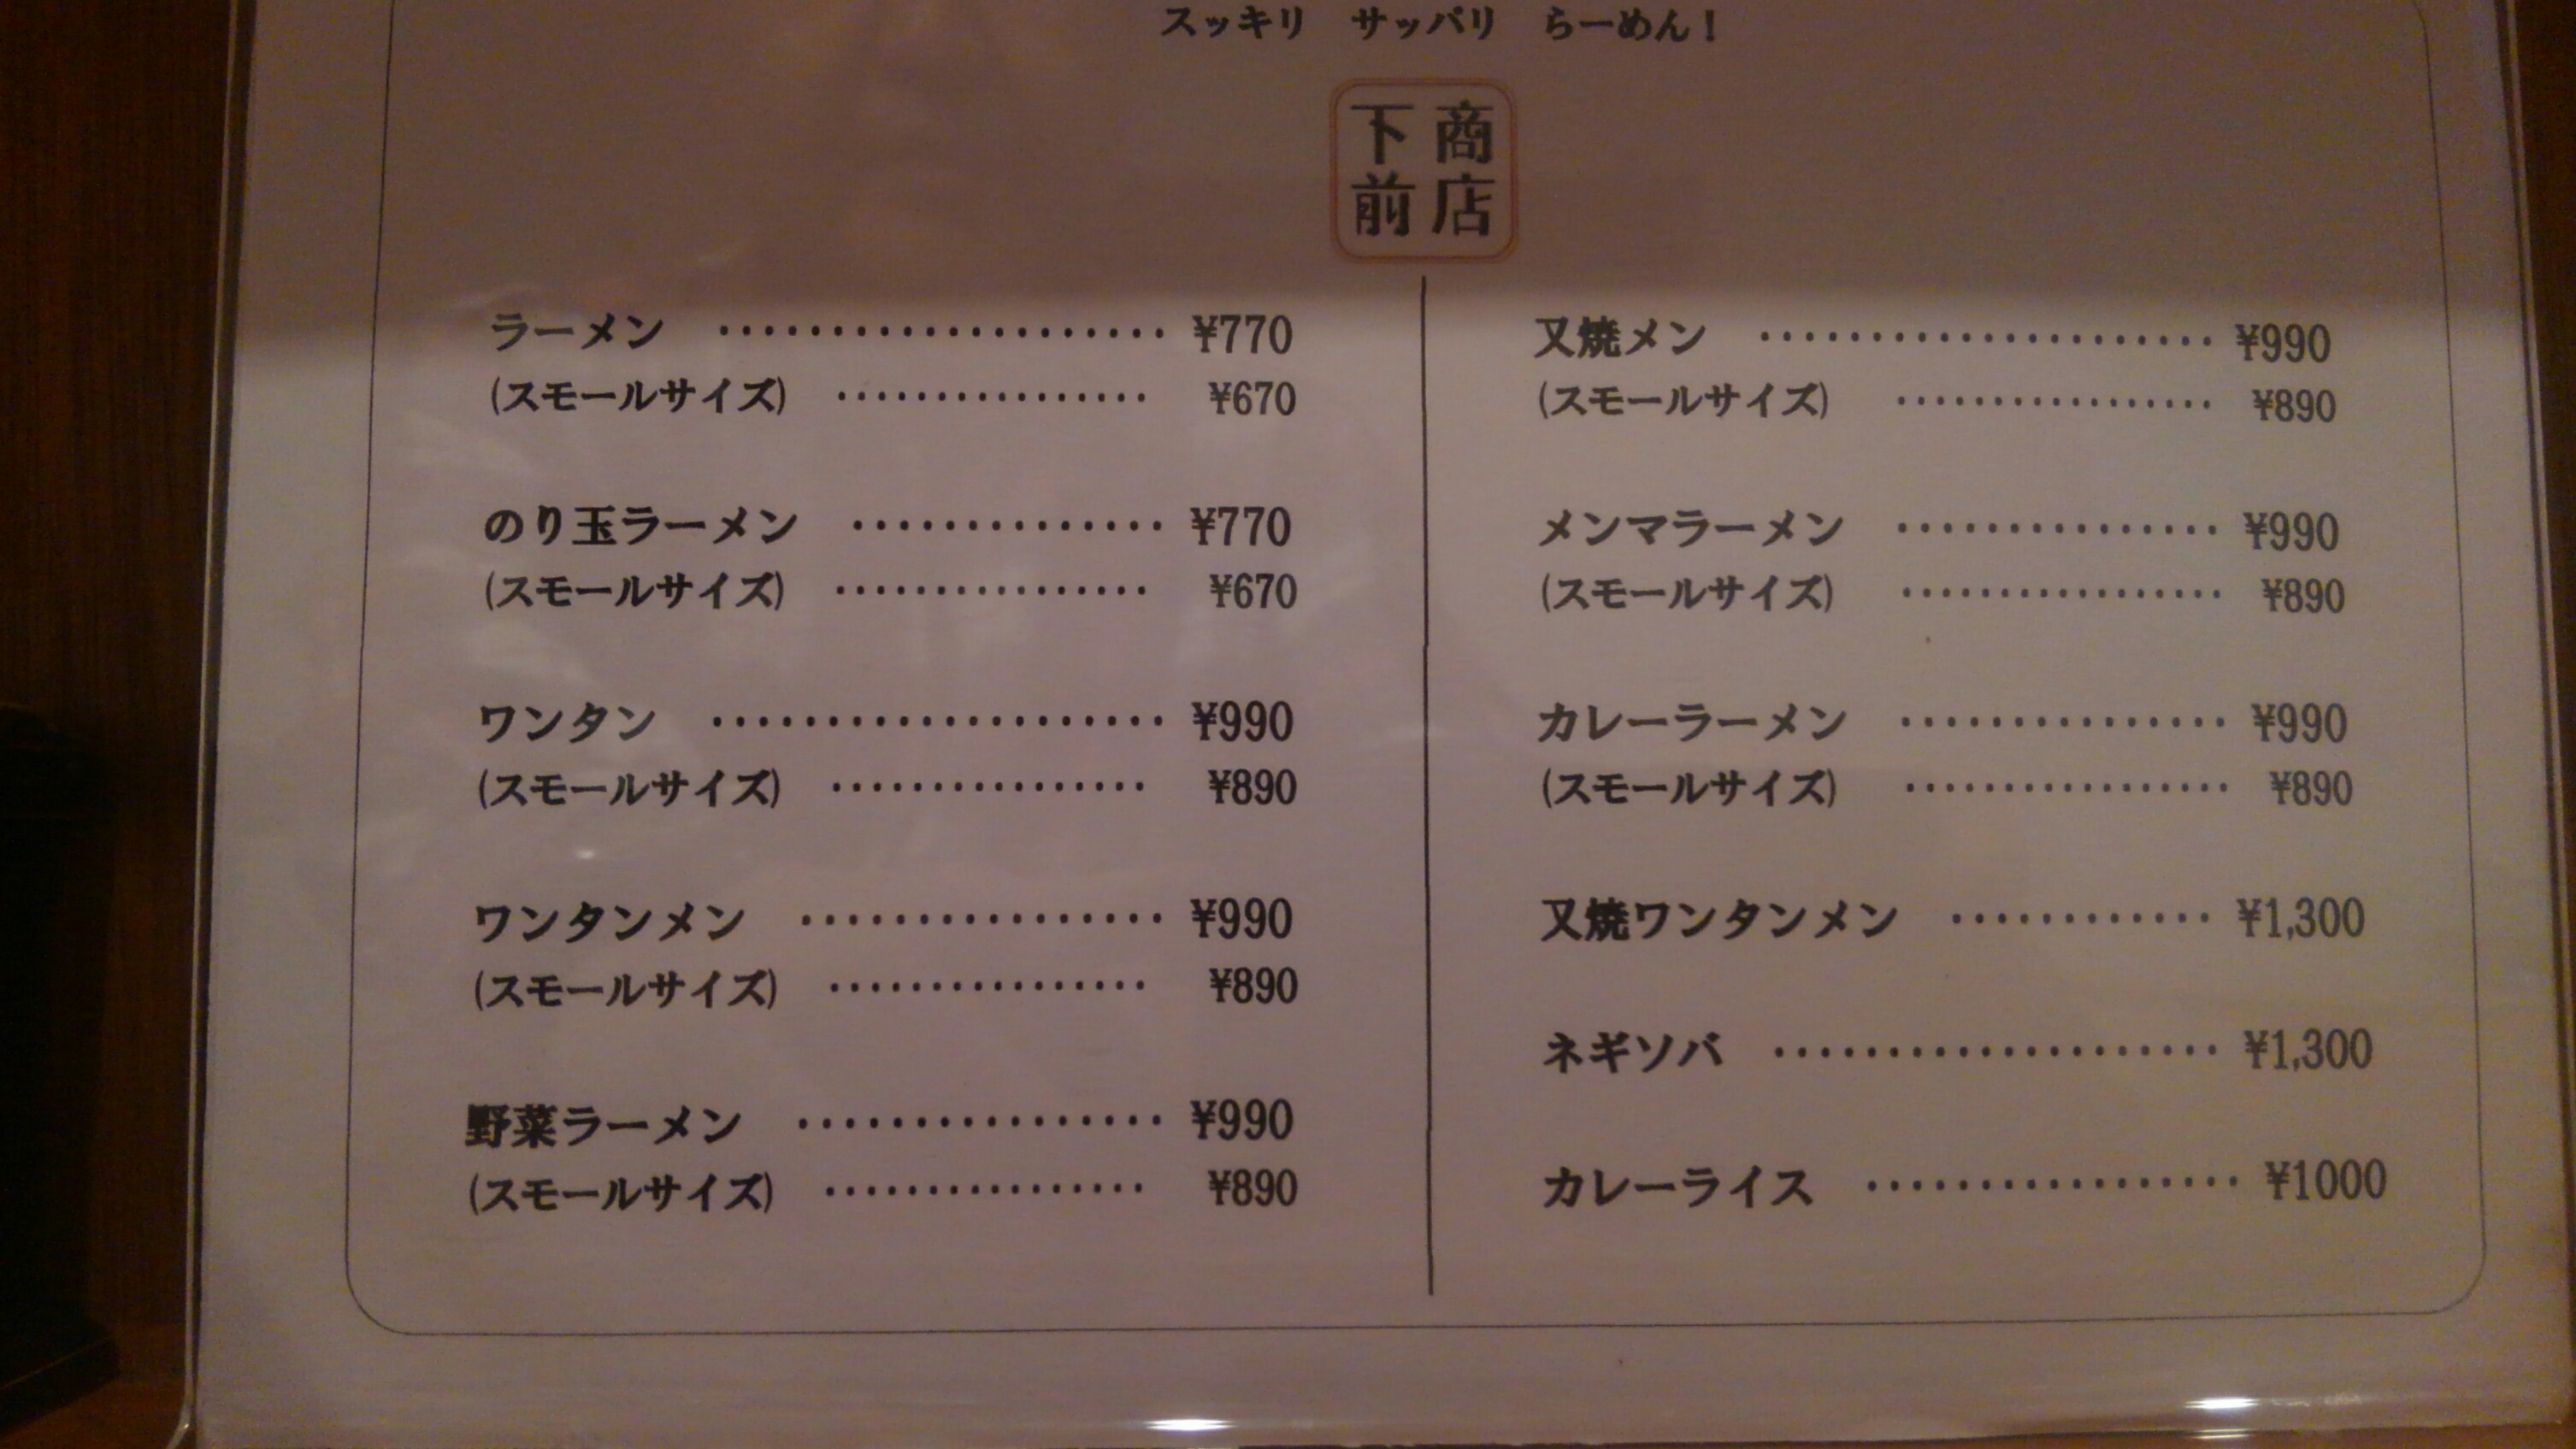 スッキリ サッパリ らーめん！
下商
前店
ラーメン ····················· ¥770
(スモールサイズ) ················ ¥670
のり玉ラーメン ·············· ¥770
(スモールサイズ) ················ ¥670
ワンタン ···················· ¥990
(スモールサイズ) ················ ¥890
ワンタンメン ················ ¥990
(スモールサイズ) ················ ¥890
野菜ラーメン ················ ¥990
(スモールサイズ) ················ ¥890
叉焼メン ····················· ¥990
(スモールサイズ) ················· ¥890
メンマラーメン ··············· ¥990
(スモールサイズ) ················· ¥890
カレーラーメン ··············· ¥990
(スモールサイズ) ················· ¥890
叉焼ワンタンメン ············ ¥1,300
ネギソバ ···················· ¥1,300
カレーライス ················· ¥1000